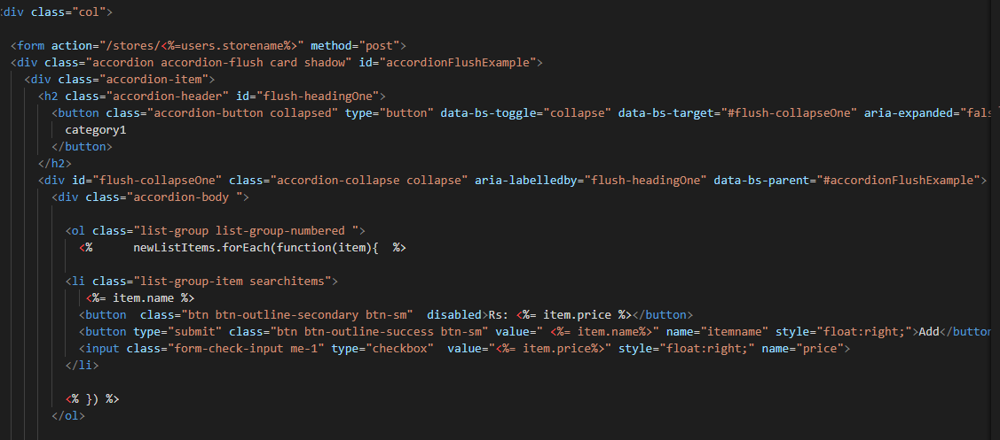 <div class="col">
<form action="/stores/<%=users.storename%>" method="post">
<div class="accordion accordion-flush card shadow" id="accordionFlushExample">
<div class="accordion-item">
<h2 class="accordion-header" id="flush-headingOne">
<button class="accordion-button collapsed" type="button" data-bs-toggle="collapse" data-bs-target="#flush-collapseOne" aria-expanded="fals
category1
</button>
</h2>
<div id="flush-collapseOne" class="accordion-collapse collapse" aria-labelledby="flush-headingOne" data-bs-parent="#accordionFlushExample">
<div class="accordion-body ">
<ol class="list-group list-group-numbered ">
<%      newListItems.forEach(function(item){  %>
<li class="list-group-item searchitems">
<%= item.name %>
<button  class="btn btn-outline-secondary btn-sm"  disabled>Rs: <%= item.price %></button>
<button type="submit" class="btn btn-outline-success btn-sm" value=" <%= item.name%>" name="itemname" style="float:right;">Add</button
<input class="form-check-input me-1" type="checkbox"  value="<%= item.price%>" style="float:right;" name="price">
</li>
<% }) %>
</ol>